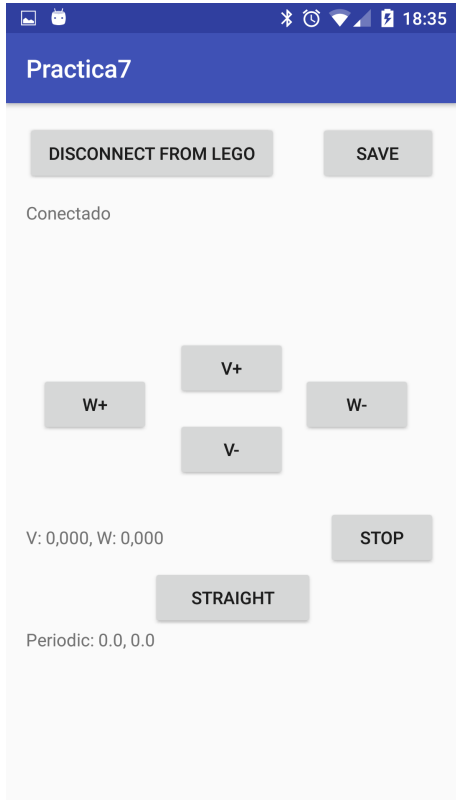 18:35
Practica7
DISCONNECT FROM LEGO
SAVE
Conectado
V+
W+
W-
V-
V: 0,000, W: 0,000
STOP
STRAIGHT
Periodic: 0.0, 0.0